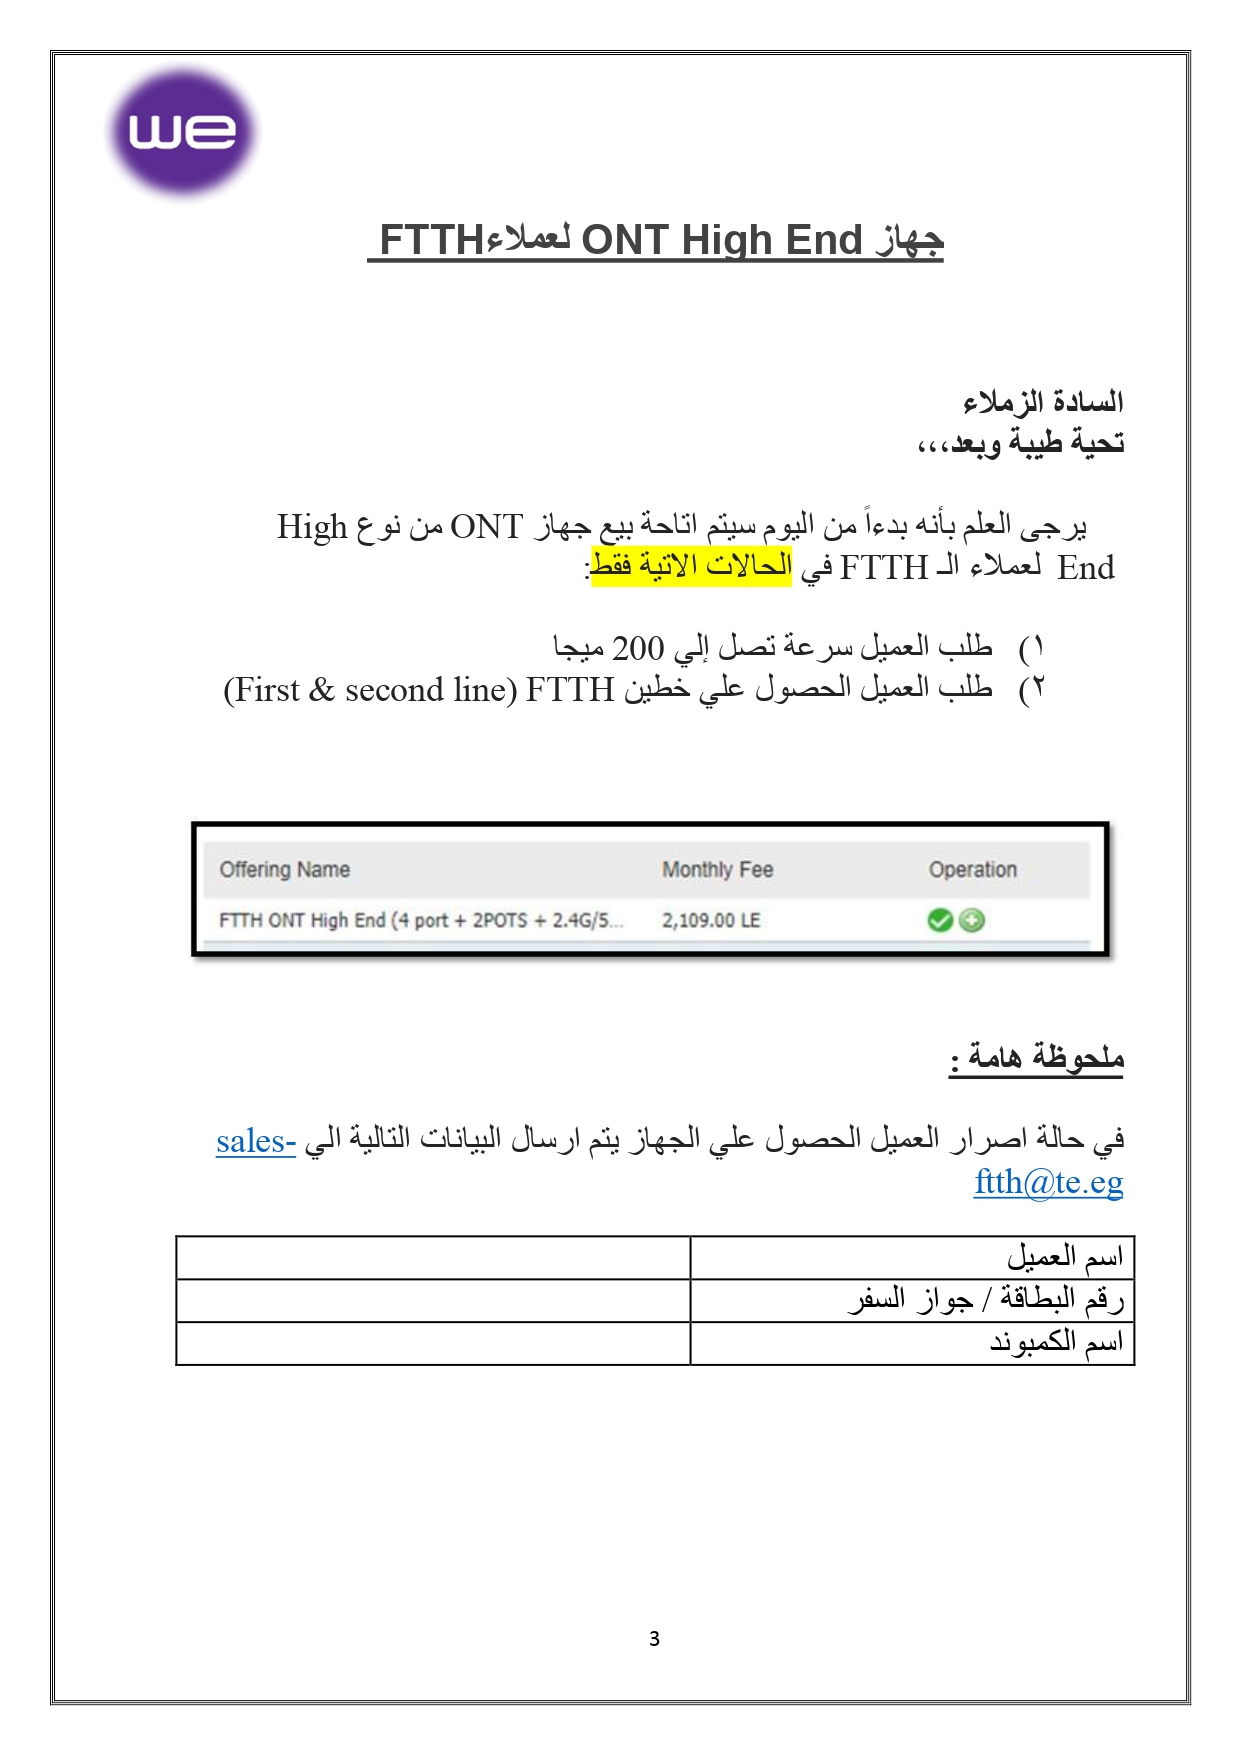 we
جهاز ONT High End لعملاءFTTH
السادة الزملاء
تحية طيبة وبعد،،،
يرجى العلم بأنه بدءاً من اليوم سيتم اتاحة بيع جهاز ONT من نوع High
End لعملاء الـ FTTH في الحالات الاتية فقط:
١) طلب العميل سرعة تصل إلي 200 ميجا
٢) طلب العميل الحصول علي خطين FTTH (First & second line)
Offering Name Monthly Fee Operation
FTTH ONT High End (4 port + 2POTS + 2.4G/5... 2,109.00 LE
ملحوظة هامة :
في حالة اصرار العميل الحصول علي الجهاز يتم ارسال البيانات التالية الي sales-
ftth@te.eg
اسم العميل
رقم البطاقة / جواز السفر
اسم الكمبوند
3